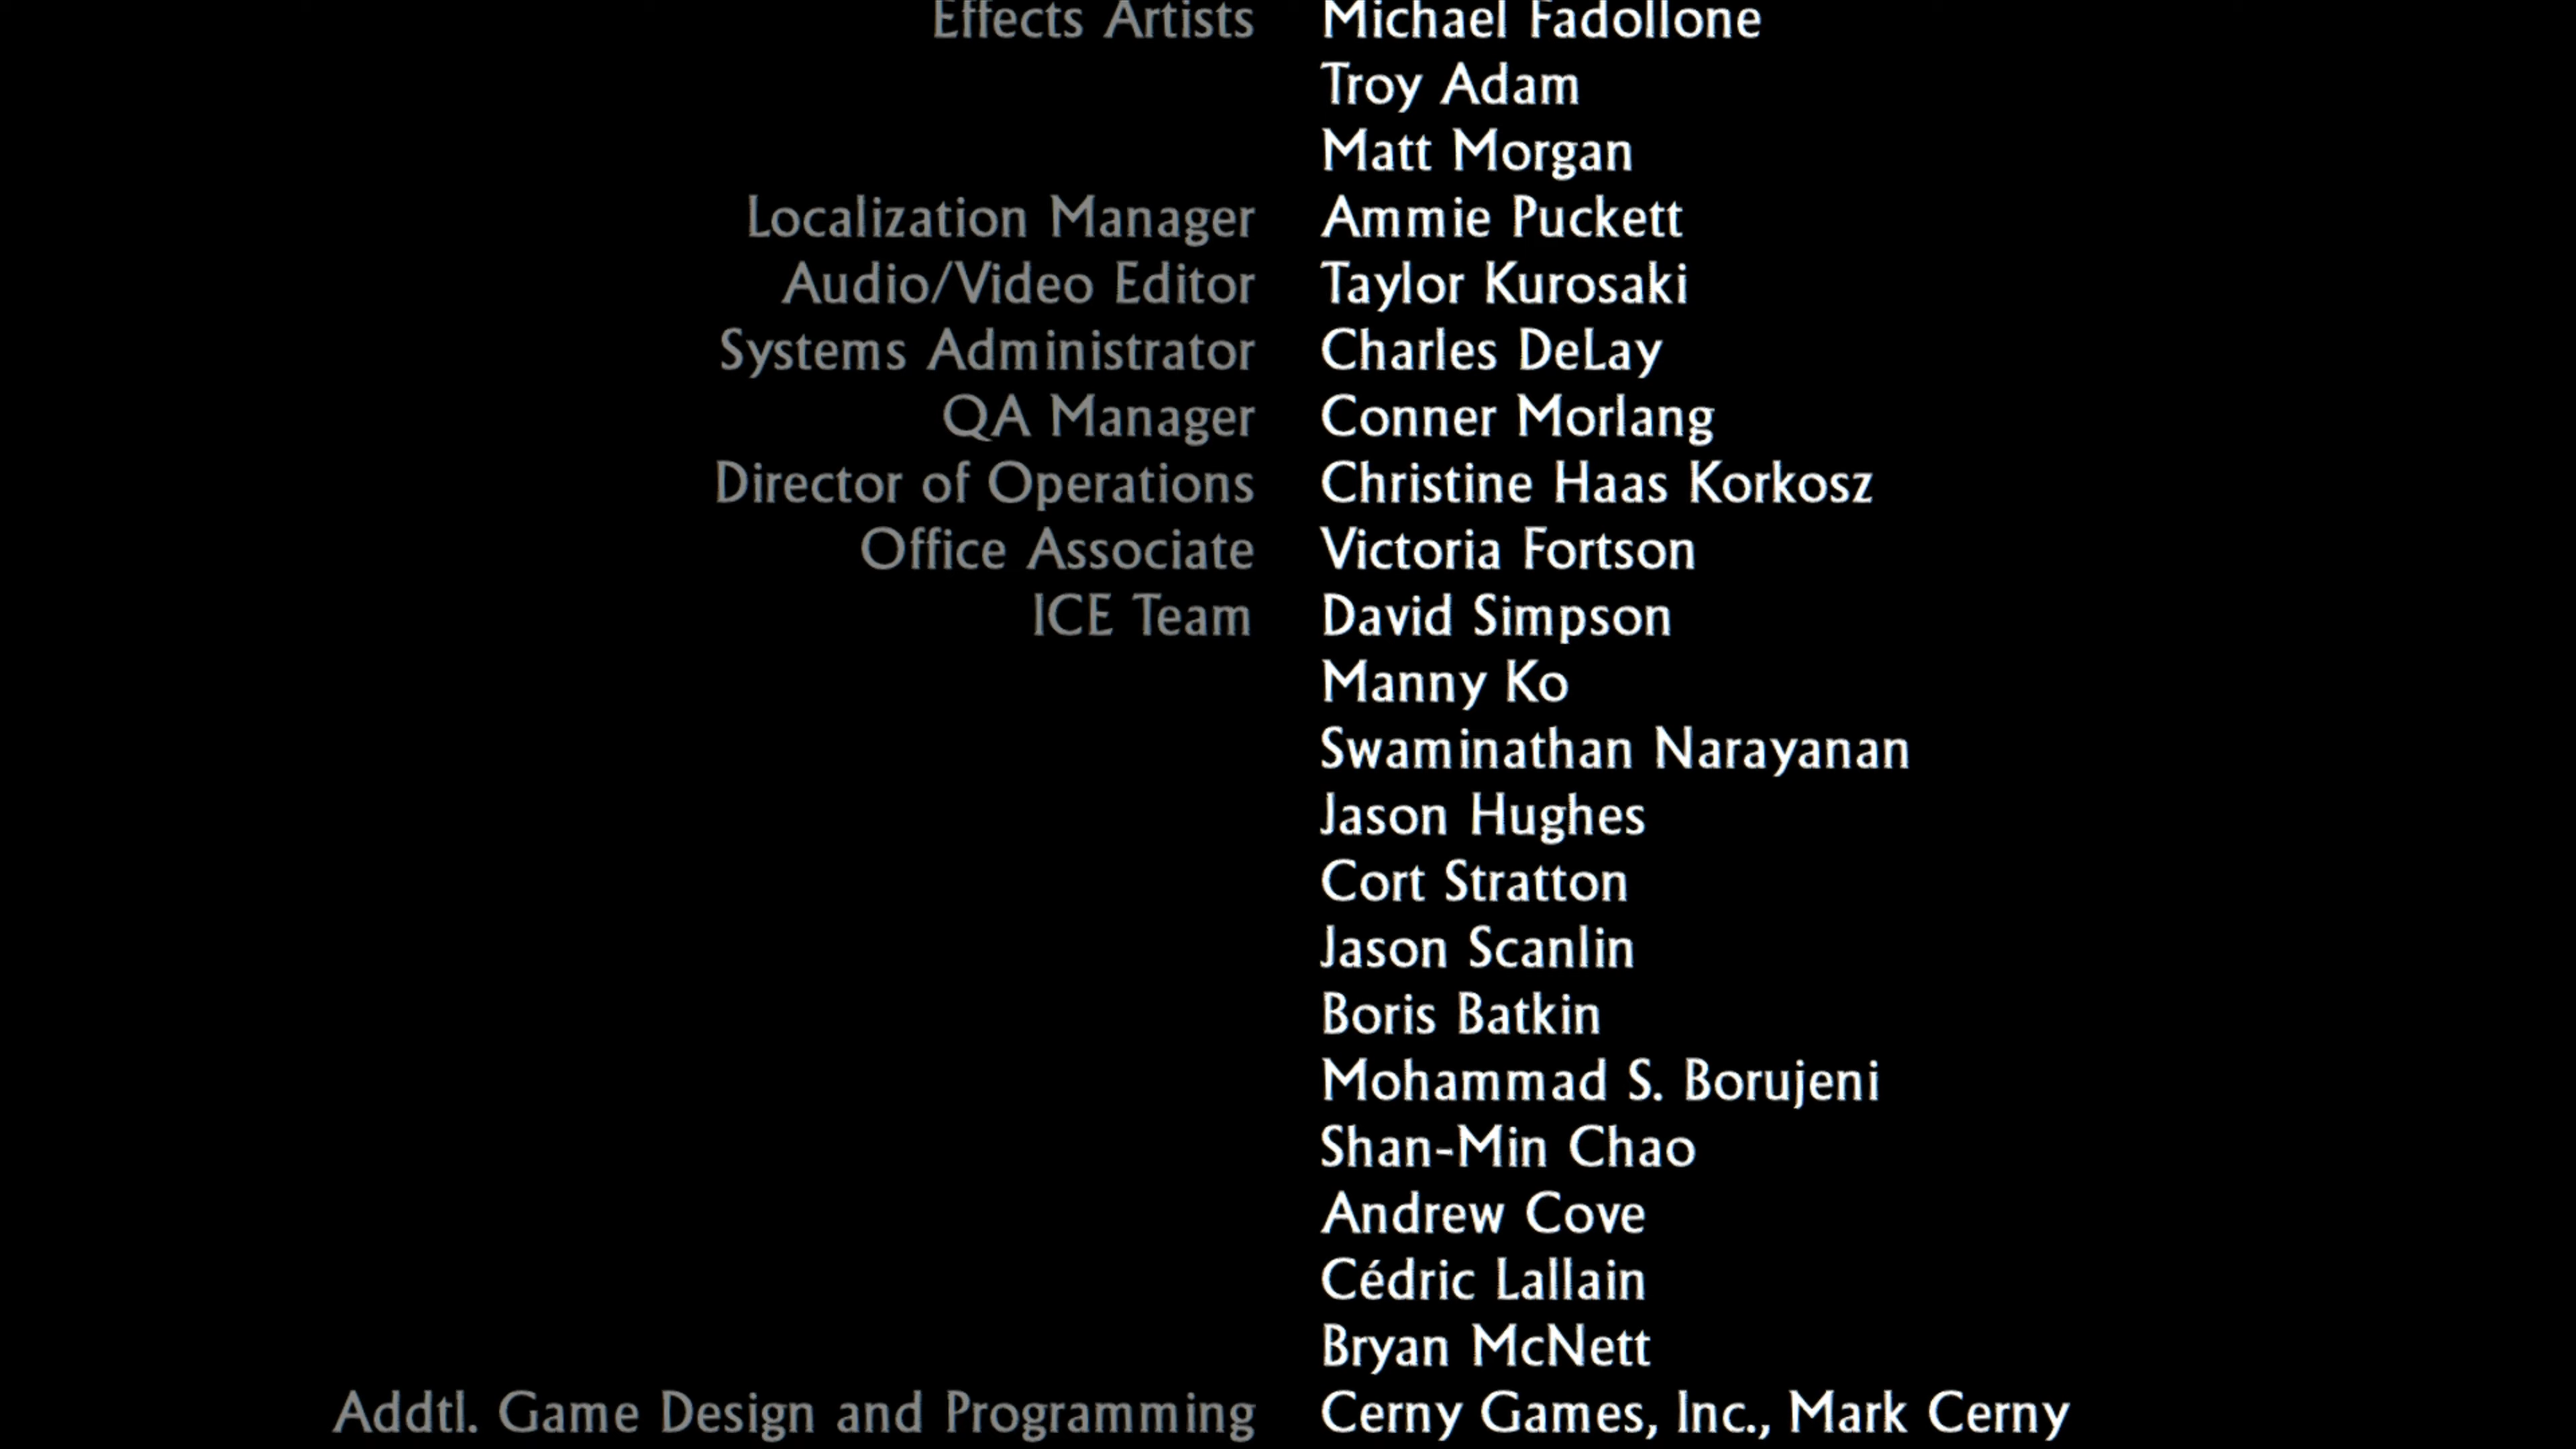 Effects Artists Michael Fadollone
Troy Adam
Matt Morgan
Localization Manager Ammie Puckett
Audio/Video Editor Taylor Kurosaki
Systems Administrator Charles DeLay
QA Manager Conner Morlang
Director of Operations Christine Haas Korkosz
Office Associate Victoria Fortson
ICE Team David Simpson
Manny Ko
Swaminathan Narayanan
Jason Hughes
Cort Stratton
Jason Scanlin
Boris Batkin
Mohammad S. Borujeni
Shan-Min Chao
Andrew Cove
Cédric Lallain
Bryan McNett
Addtl. Game Design and Programming Cerny Games, Inc., Mark Cerny